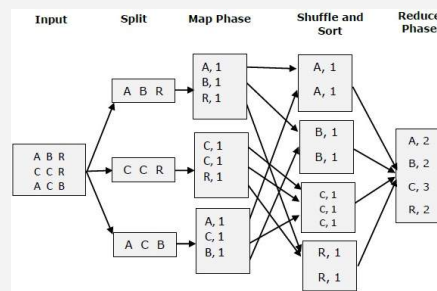 Input
Split
Map Phase
Shuffle and
Sort
Reduce
Phase
A B R
C C R
A C B
A B R
C C R
A C B
A, 1
B, 1
R, 1
C, 1
C, 1
R, 1
A, 1
C, 1
B, 1
A, 1
A, 1
B, 1
B, 1
C, 1
C, 1
C, 1
R, 1
R, 1
A, 2
B, 2
C, 3
R, 2